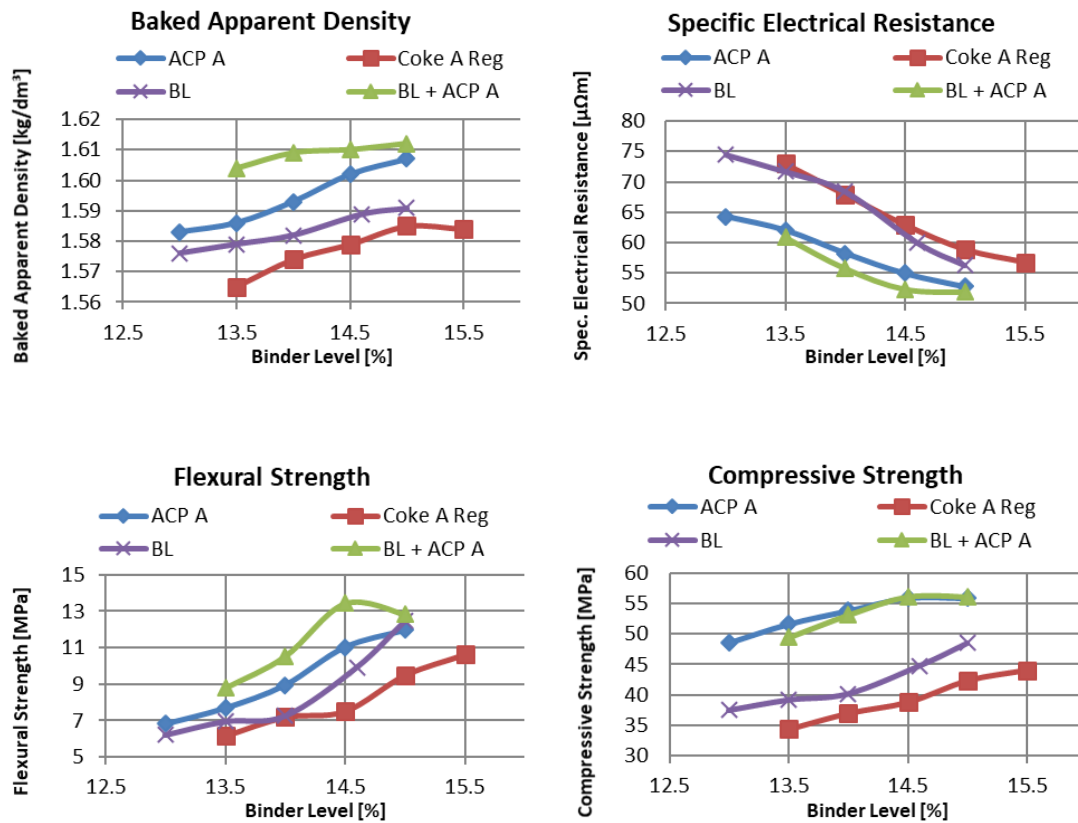 Baked Apparent Density
ACP A
Coke A Reg
BL
BL + ACP A
Baked Apparent Density [kg/dm³]
1.62
1.61
1.60
1.59
1.58
1.57
1.56
12.5
13.5
14.5
15.5
Binder Level [%]
Specific Electrical Resistance
ACP A
Coke A Reg
BL
BL + ACP A
Spec. Electrical Resistance [μΩm]
80
75
70
65
60
55
50
12.5
13.5
14.5
15.5
Binder Level [%]
Flexural Strength
ACP A
Coke A Reg
BL
BL + ACP A
Flexural Strength [MPa]
15
13
11
9
7
5
12.5
13.5
14.5
15.5
Binder Level [%]
Compressive Strength
ACP A
Coke A Reg
BL
BL + ACP A
Compressive Strength [MPa]
60
55
50
45
40
35
30
12.5
13.5
14.5
15.5
Binder Level [%]